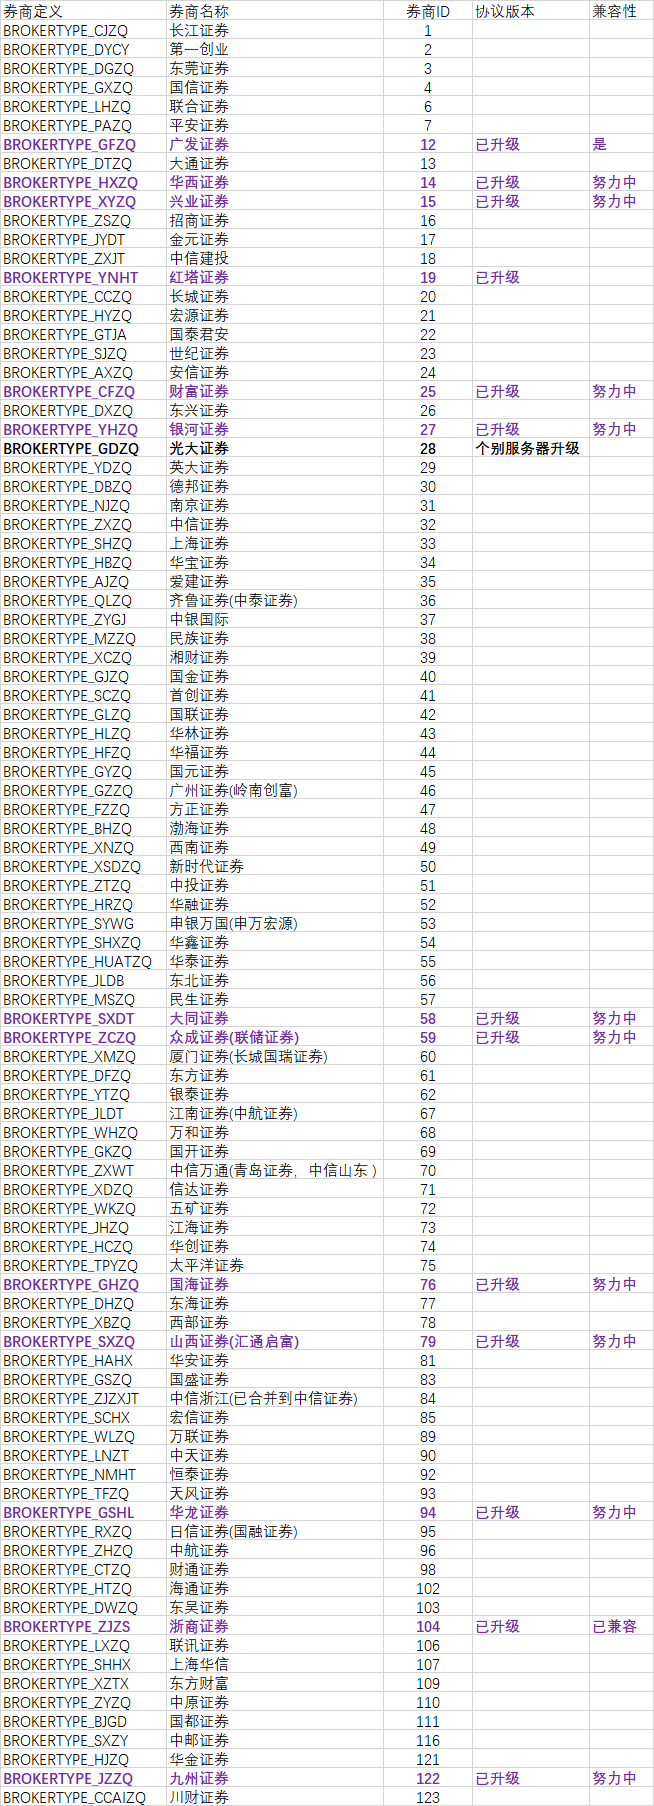 券商定义 券商名称 券商ID 协议版本 兼容性
BROKERTYPE_CJZQ 长江证券 1
BROKERTYPE_DYCY 第一创业 2
BROKERTYPE_DGZQ 东莞证券 3
BROKERTYPE_GXZQ 国信证券 4
BROKERTYPE_LHZQ 联合证券 6
BROKERTYPE_PAZQ 平安证券 7
BROKERTYPE_GFZQ 广发证券 12 已升级 是
BROKERTYPE_DTZQ 大通证券 13
BROKERTYPE_HXZQ 华西证券 14 已升级 努力中
BROKERTYPE_XYZQ 兴业证券 15 已升级 努力中
BROKERTYPE_ZSZQ 招商证券 16
BROKERTYPE_JYDT 金元证券 17
BROKERTYPE_ZXJT 中信建投 18
BROKERTYPE_YNHT 红塔证券 19 已升级
BROKERTYPE_CCZQ 长城证券 20
BROKERTYPE_HYZQ 宏源证券 21
BROKERTYPE_GTJA 国泰君安 22
BROKERTYPE_SJZQ 世纪证券 23
BROKERTYPE_AXZQ 安信证券 24
BROKERTYPE_CFZQ 财富证券 25 已升级 努力中
BROKERTYPE_DXZQ 东兴证券 26
BROKERTYPE_YHZQ 银河证券 27 已升级 努力中
BROKERTYPE_GDZQ 光大证券 28 个别服务器升级
BROKERTYPE_YDZQ 英大证券 29
BROKERTYPE_DBZQ 德邦证券 30
BROKERTYPE_NJZQ 南京证券 31
BROKERTYPE_ZXZQ 中信证券 32
BROKERTYPE_SHZQ 上海证券 33
BROKERTYPE_HBZQ 华宝证券 34
BROKERTYPE_AJZQ 爱建证券 35
BROKERTYPE_QLZQ 齐鲁证券(中泰证券) 36
BROKERTYPE_ZYGJ 中银国际 37
BROKERTYPE_MZZQ 民族证券 38
BROKERTYPE_XCZQ 湘财证券 39
BROKERTYPE_GJZQ 国金证券 40
BROKERTYPE_SCZQ 首创证券 41
BROKERTYPE_GLZQ 国联证券 42
BROKERTYPE_HLZQ 华林证券 43
BROKERTYPE_HFZQ 华福证券 44
BROKERTYPE_GYZQ 国元证券 45
BROKERTYPE_GZZQ 广州证券(岭南创富) 46
BROKERTYPE_FZZQ 方正证券 47
BROKERTYPE_BHZQ 渤海证券 48
BROKERTYPE_XNZQ 西南证券 49
BROKERTYPE_XSDZQ 新时代证券 50
BROKERTYPE_ZTZQ 中投证券 51
BROKERTYPE_HRZQ 华融证券 52
BROKERTYPE_SYWG 申银万国(申万宏源) 53
BROKERTYPE_SHXZQ 华鑫证券 54
BROKERTYPE_HUATZQ 华泰证券 55
BROKERTYPE_JLDB 东北证券 56
BROKERTYPE_MSZQ 民生证券 57
BROKERTYPE_SXDT 大同证券 58 已升级 努力中
BROKERTYPE_ZCZQ 众成证券(联储证券) 59 已升级 努力中
BROKERTYPE_XMZQ 厦门证券(长城国瑞证券) 60
BROKERTYPE_DFZQ 东方证券 61
BROKERTYPE_YTZQ 银泰证券 62
BROKERTYPE_JLDT 江南证券(中航证券) 67
BROKERTYPE_WHZQ 万和证券 68
BROKERTYPE_GKZQ 国开证券 69
BROKERTYPE_ZXWT 中信万通(青岛证券，中信山东 ) 70
BROKERTYPE_XDZQ 信达证券 71
BROKERTYPE_WKZQ 五矿证券 72
BROKERTYPE_JHZQ 江海证券 73
BROKERTYPE_HCZQ 华创证券 74
BROKERTYPE_TPYZQ 太平洋证券 75
BROKERTYPE_GHZQ 国海证券 76 已升级 努力中
BROKERTYPE_DHZQ 东海证券 77
BROKERTYPE_XBZQ 西部证券 78
BROKERTYPE_SXZQ 山西证券(汇通启富) 79 已升级 努力中
BROKERTYPE_HAHX 华安证券 81
BROKERTYPE_GSZQ 国盛证券 83
BROKERTYPE_ZJZXJT 中信浙江(已合并到中信证券) 84
BROKERTYPE_SCHX 宏信证券 85
BROKERTYPE_WLZQ 万联证券 89
BROKERTYPE_LNZT 中天证券 90
BROKERTYPE_NMHT 恒泰证券 92
BROKERTYPE_TFZQ 天风证券 93
BROKERTYPE_GSHL 华龙证券 94 已升级 努力中
BROKERTYPE_RXZQ 日信证券(国融证券) 95
BROKERTYPE_ZHZQ 中航证券 96
BROKERTYPE_CTZQ 财通证券 98
BROKERTYPE_HTZQ 海通证券 102
BROKERTYPE_DWZQ 东吴证券 103
BROKERTYPE_ZJZS 浙商证券 104 已升级 已兼容
BROKERTYPE_LXZQ 联讯证券 106
BROKERTYPE_SHHX 上海华信 107
BROKERTYPE_XZTX 东方财富 109
BROKERTYPE_ZYZQ 中原证券 110
BROKERTYPE_BJGD 国都证券 111
BROKERTYPE_SXZY 中邮证券 116
BROKERTYPE_HJZQ 华金证券 121
BROKERTYPE_JZZQ 九州证券 122 已升级 努力中
BROKERTYPE_CCAIZQ 川财证券 123